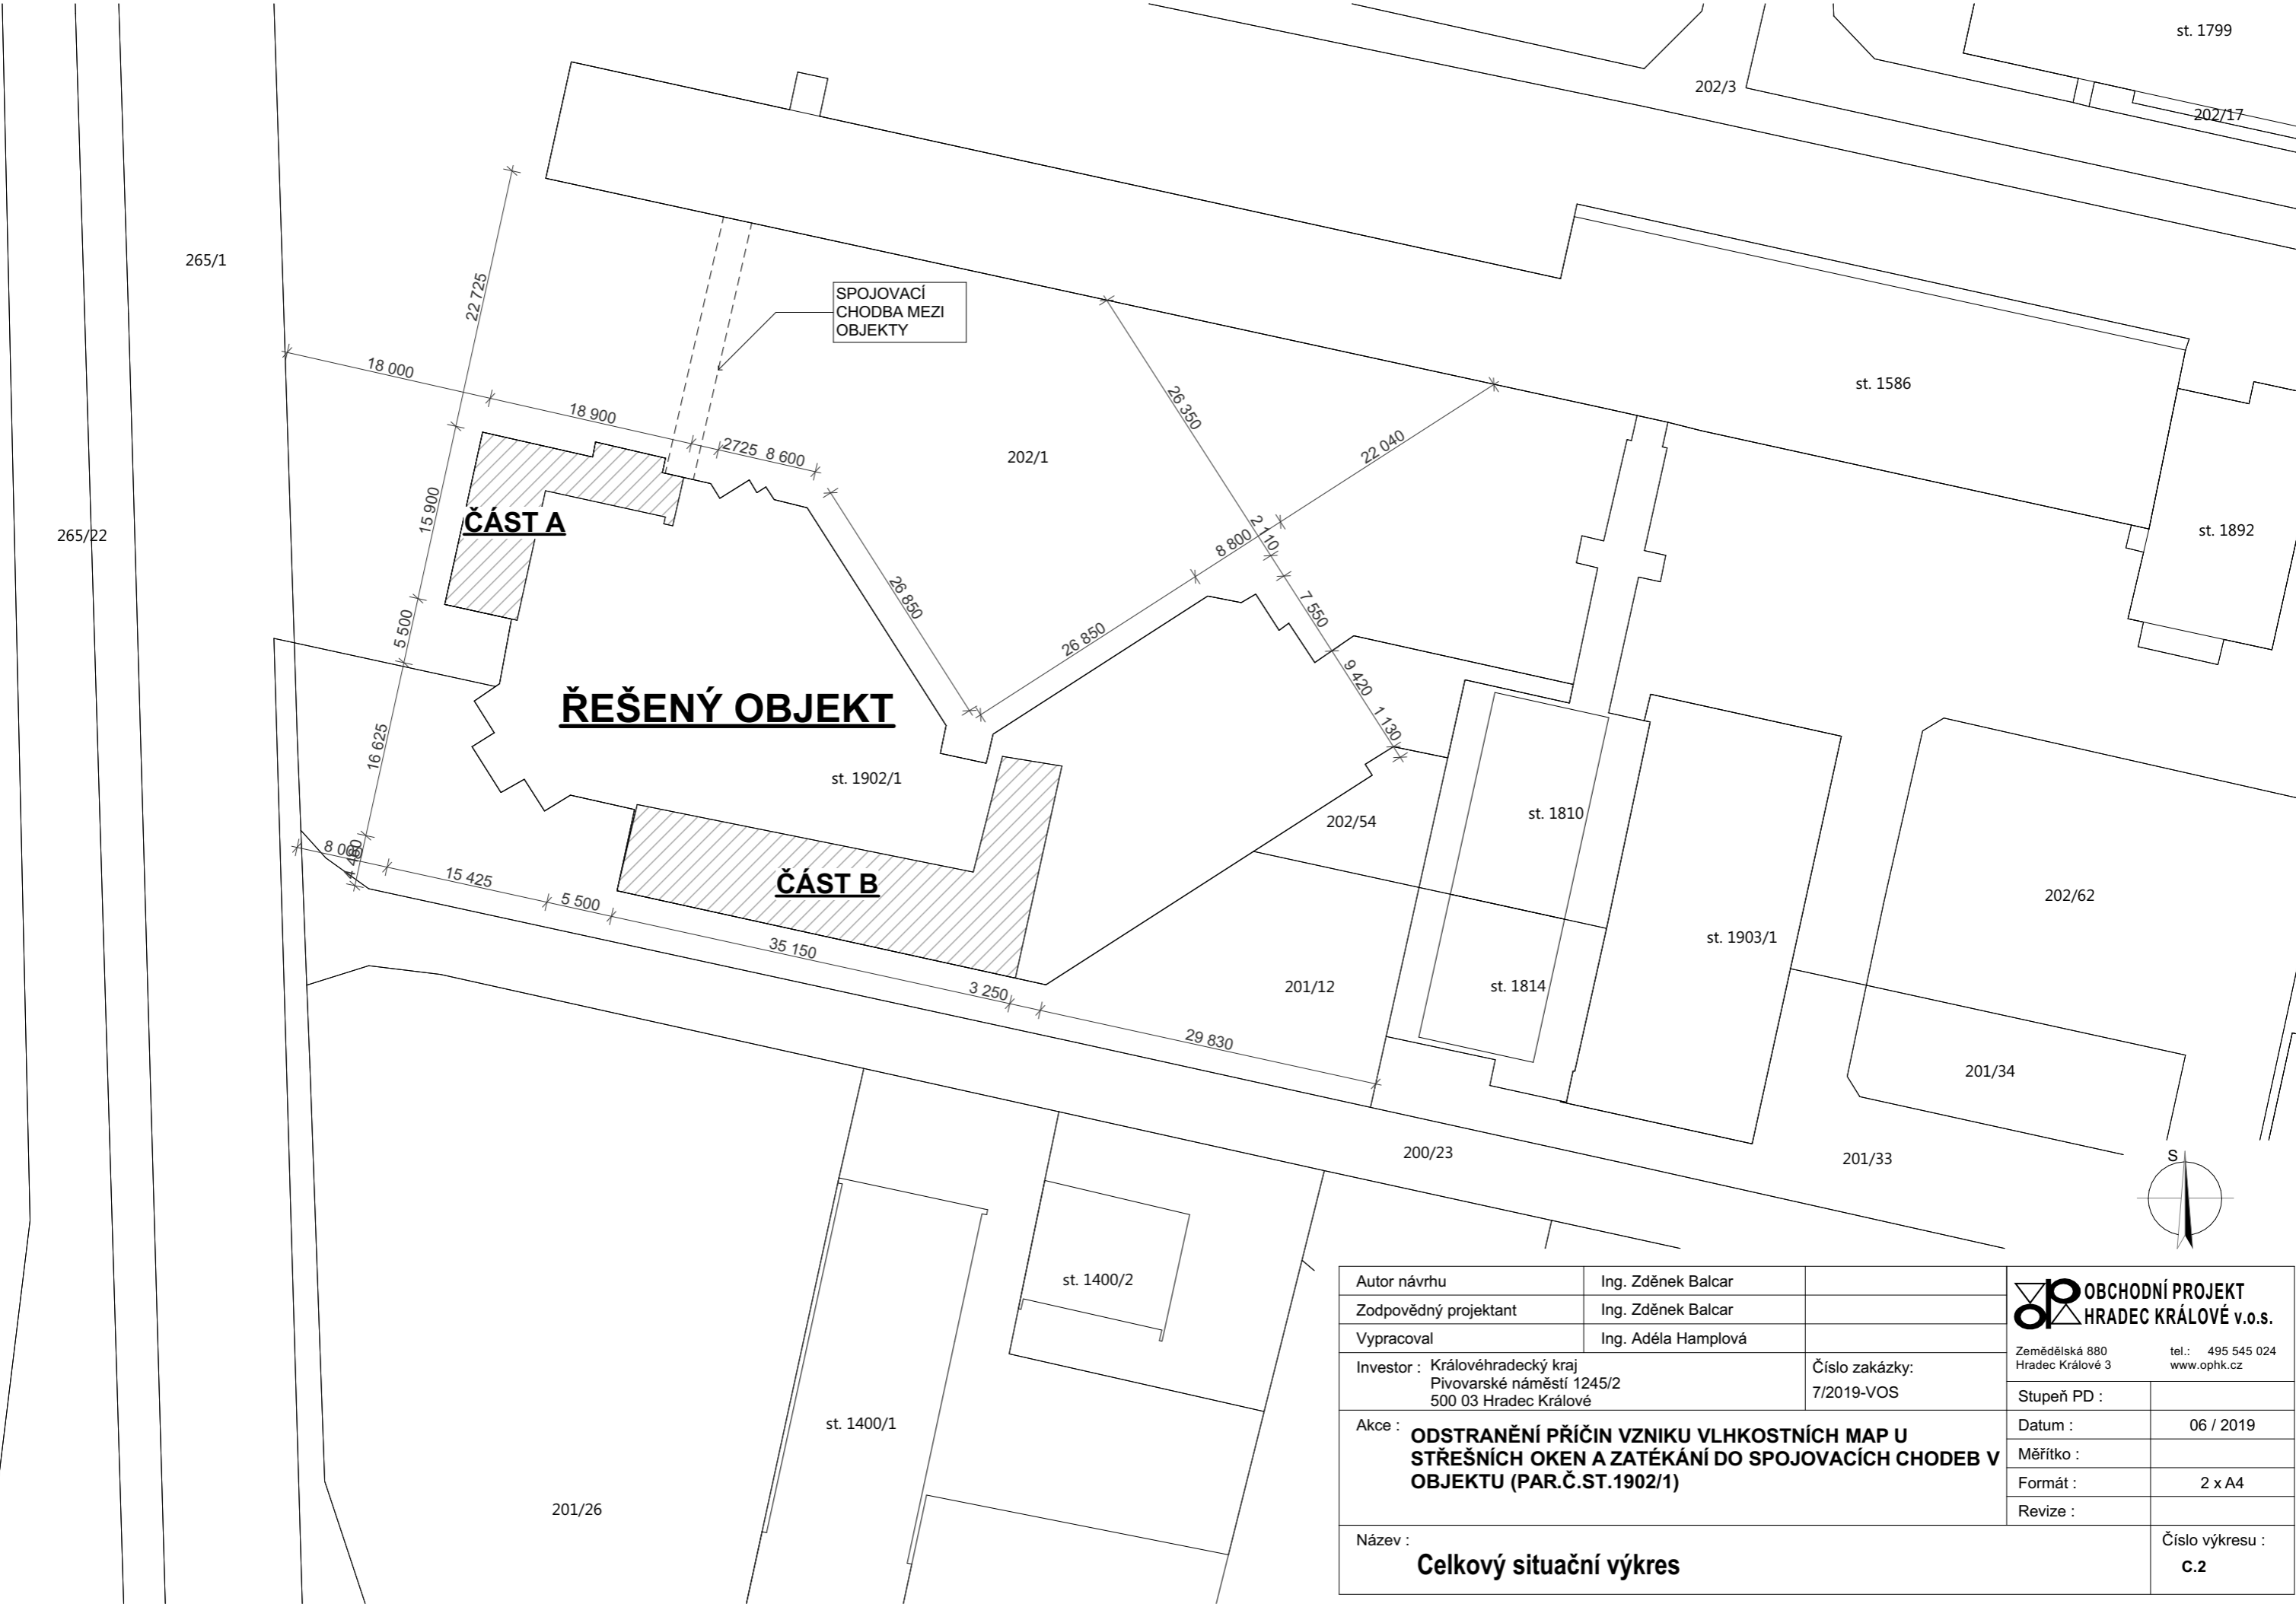 st. 1799
202/3
202/17
265/1
22 725
SPOJOVACÍ
CHODBA MEZI
OBJEKTY
18 000
18 900
2725
8 600
26 350
22 040
st. 1586
202/1
265/22
15 900
ČÁST A
2 110
8 800
st. 1892
26 850
7 550
5 500
26 850
9 420
ŘEŠENÝ OBJEKT
1 130
16 625
st. 1902/1
st. 1810
202/54
8 000
4 480
15 425
ČÁST B
5 500
202/62
35 150
st. 1903/1
3 250
201/12
st. 1814
29 830
201/34
200/23
201/33
S
st. 1400/2
st. 1400/1
201/26
Autor návrhu Ing. Zděnek Balcar
Zodpovědný projektant Ing. Zděnek Balcar
Vypracoval Ing. Adéla Hamplová
OBCHODNÍ PROJEKT
HRADEC KRÁLOVÉ v.o.s.
Zemědělská 880 tel.: 495 545 024
Hradec Králové 3 www.ophk.cz
Investor : Královéhradecký kraj
Pivovarské náměstí 1245/2
500 03 Hradec Králové
Číslo zakázky:
7/2019-VOS
Stupeň PD :
Datum : 06 / 2019
Měřítko :
Formát : 2 x A4
Revize :
Akce : ODSTRANĚNÍ PŘÍČIN VZNIKU VLHKOSTNÍCH MAP U
STŘEŠNÍCH OKEN A ZATÉKÁNÍ DO SPOJOVACÍCH CHODEB V
OBJEKTU (PAR.Č.ST.1902/1)
Název :
Celkový situační výkres
Číslo výkresu :
C.2